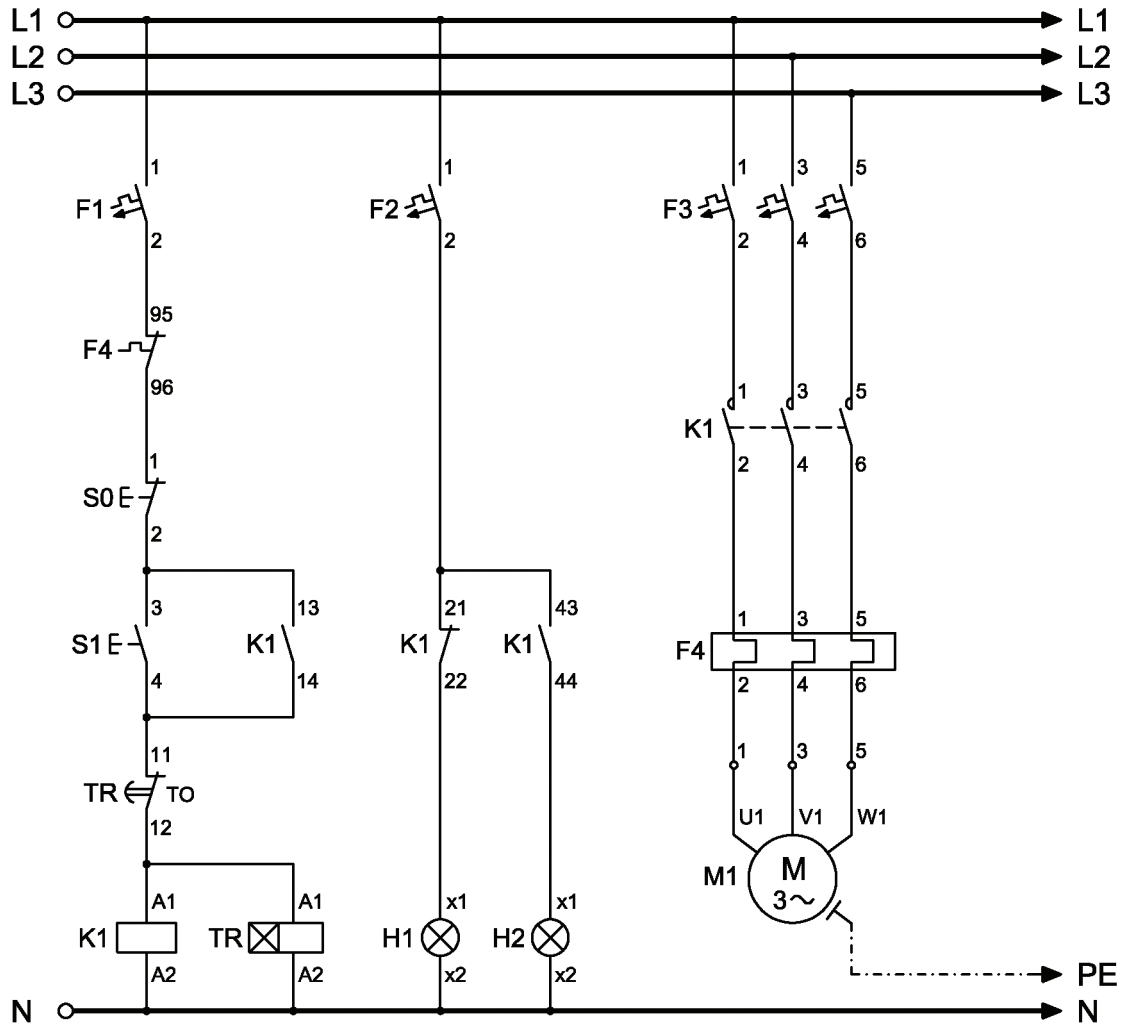 L1 L1
L2 L2
L3 L3
1 1 1 3 5
F1 F2 F3
2 2 2 4 6
95
F4
96
1 3 5
K1
2 4 6
1
S0
2
3 13 21 43 1 3 5
S1 K1 K1 K1 F4
4 14 22 44 2 4 6
11 1 3 5
TR TO
12 U1 V1 W1
M1 M
3~
A1 A1 x1 x1
K1 TR H1 H2
A2 A2 x2 x2 PE
N N